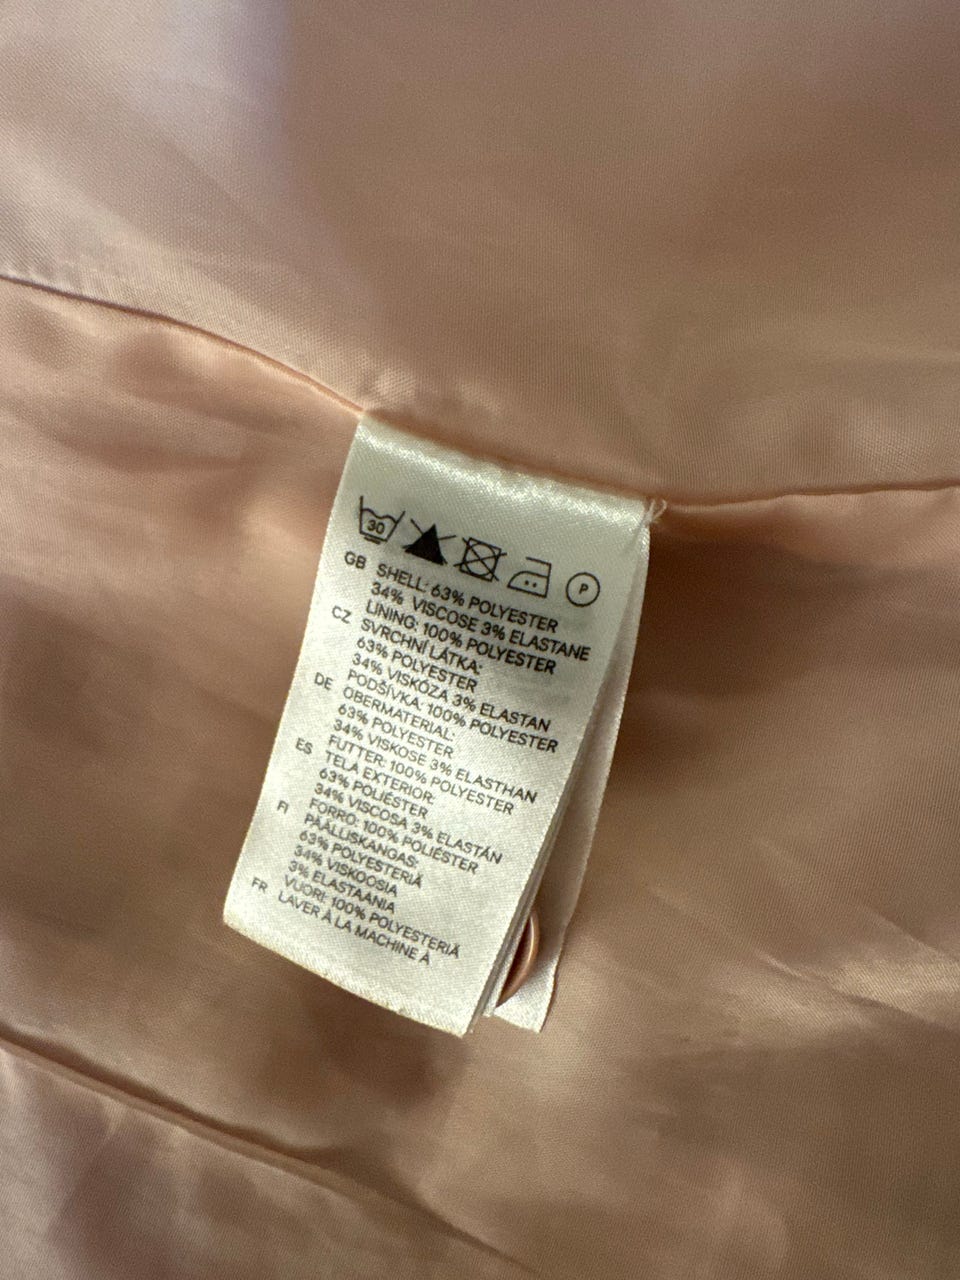 30
P
GB SHELL: 63% POLYESTER
34% VISCOSE 3% ELASTANE
LINING: 100% POLYESTER
CZ SVRCHNÍ LÁTKA:
63% POLYESTER
34% VISKÓZA 3% ELASTAN
PODŠÍVKA: 100% POLYESTER
DE OBERMATERIAL:
63% POLYESTER
34% VISKOSE 3% ELASTHAN
FUTTER: 100% POLYESTER
ES TELA EXTERIOR:
63% POLIÉSTER
34% VISCOSA 3% ELASTÁN
FORRO: 100% POLIÉSTER
FI PÄÄLLISKANGAS:
63% POLYESTERIÄ
34% VISKOOSIA
3% ELASTAANIA
VUORI: 100% POLYESTERIÄ
FR LAVER À LA MACHINE À